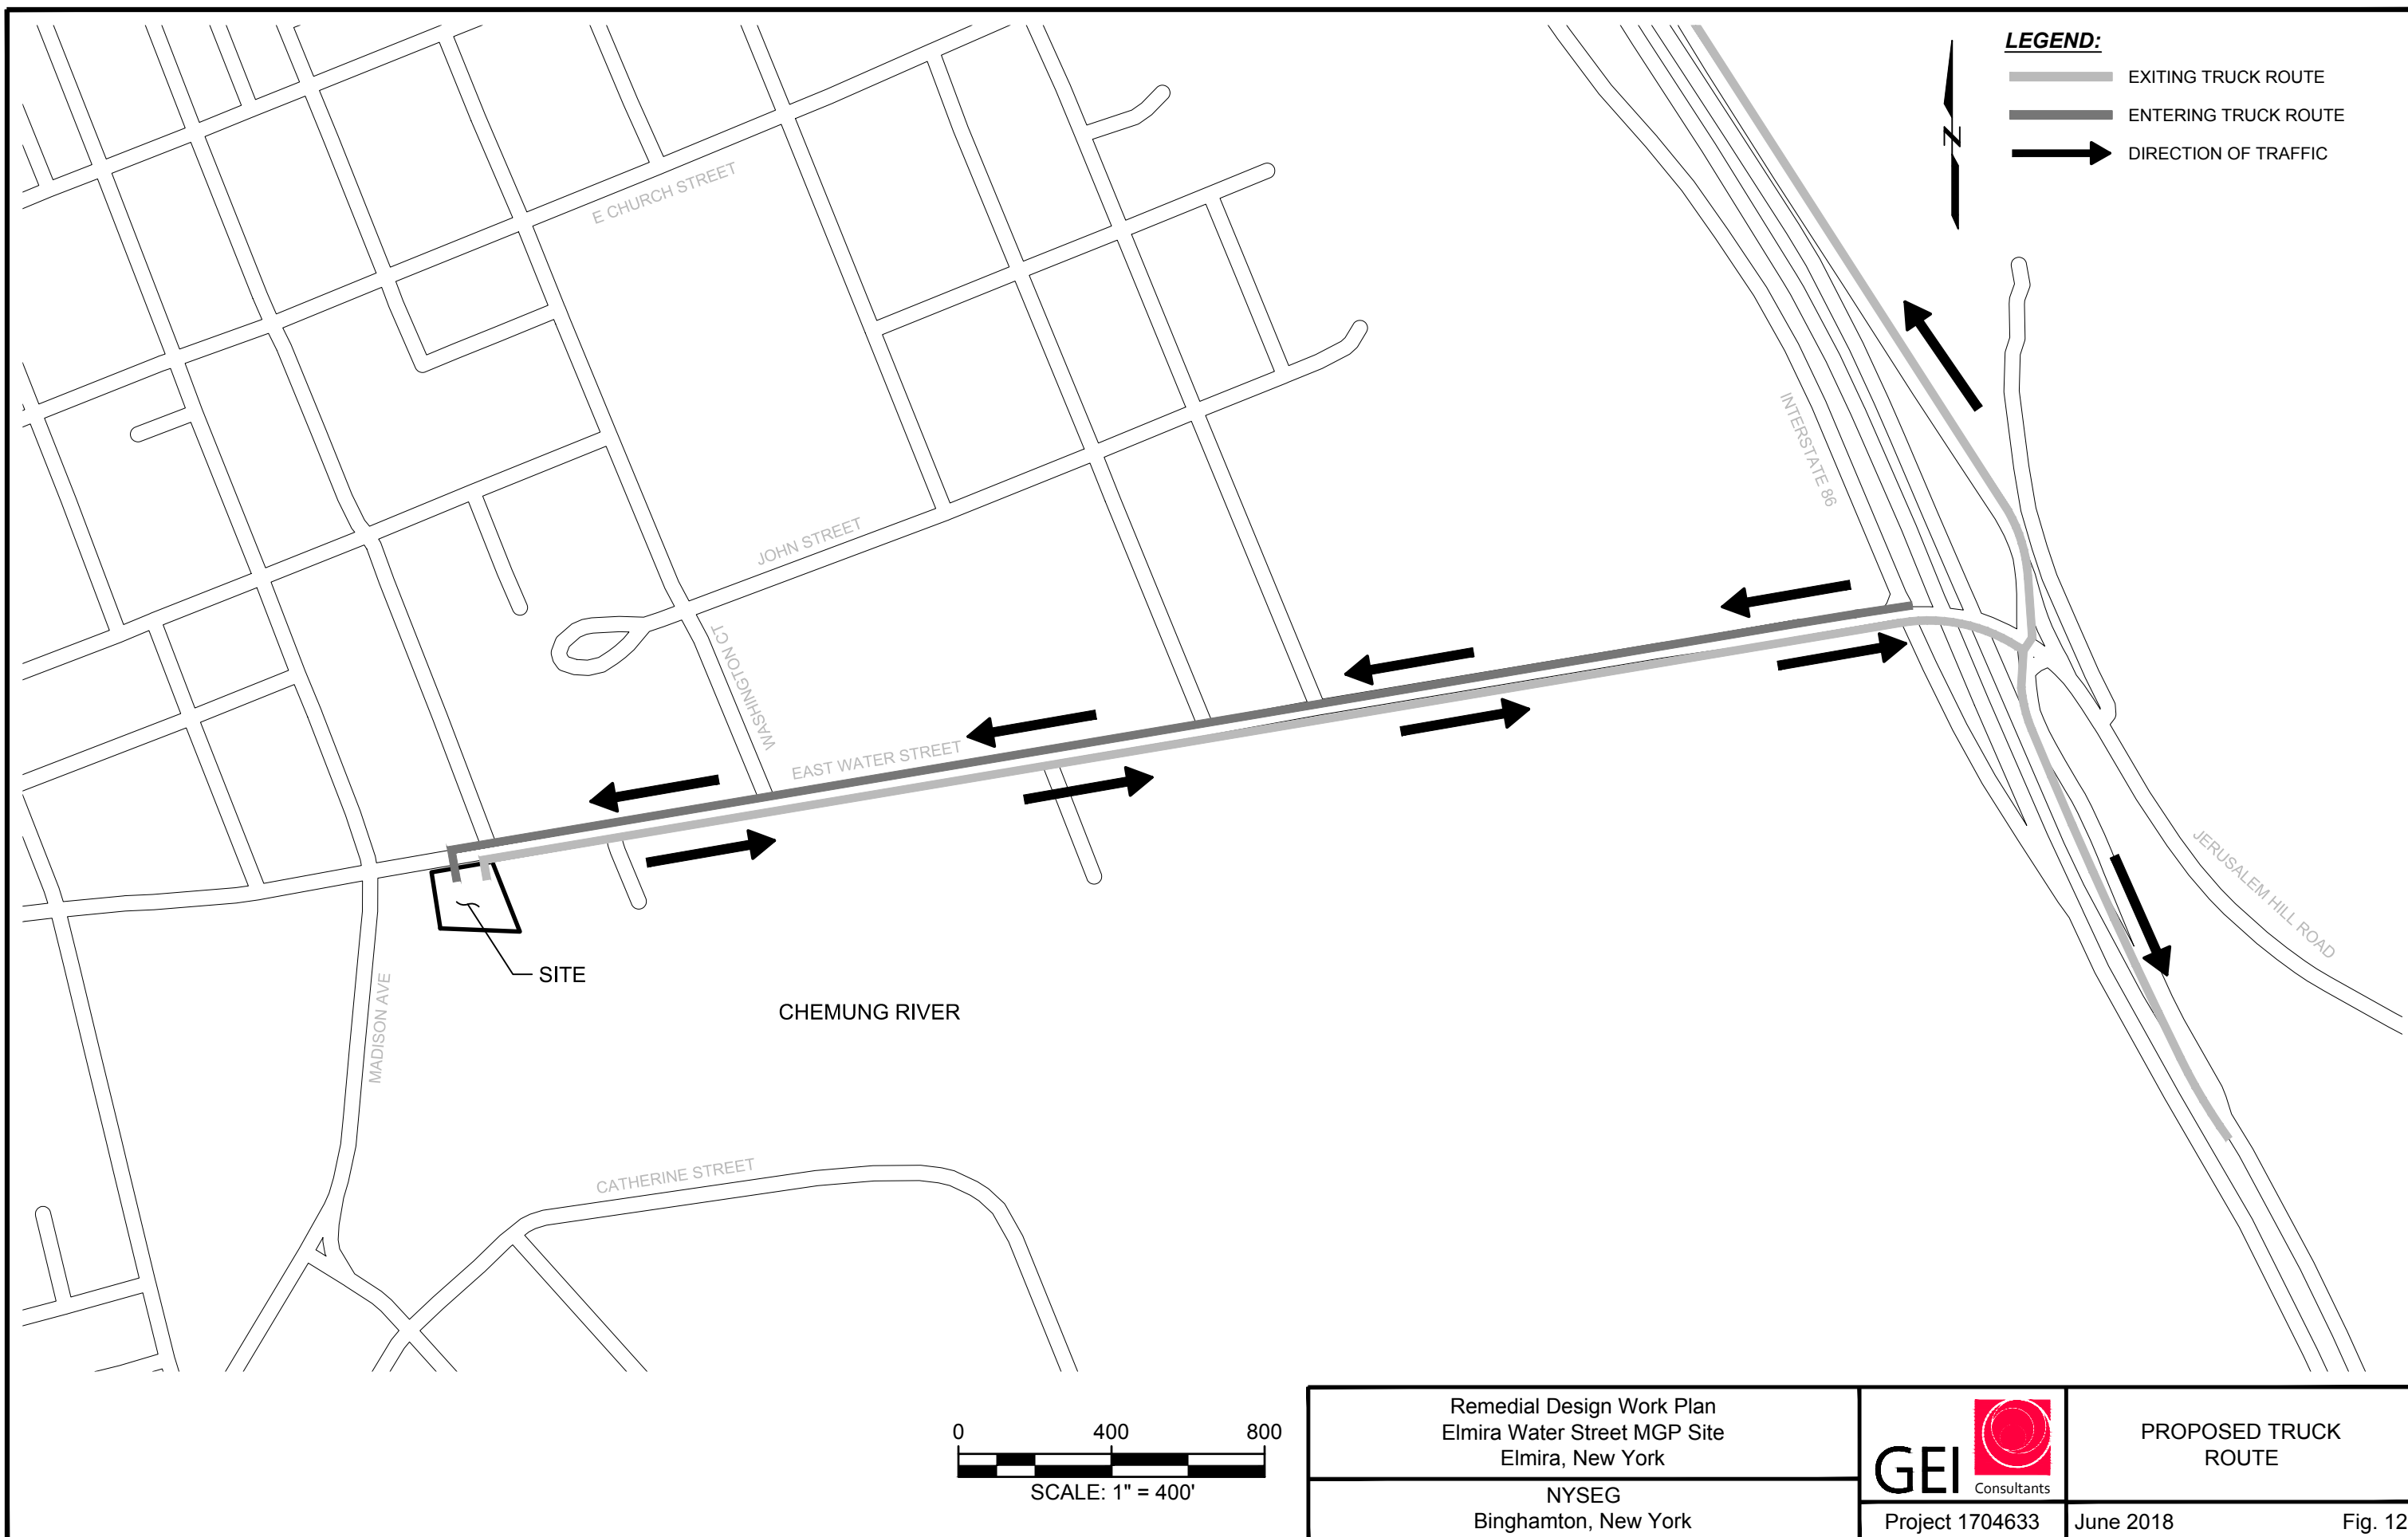 LEGEND:
EXITING TRUCK ROUTE
ENTERING TRUCK ROUTE
DIRECTION OF TRAFFIC
N
E CHURCH STREET
INTERSTATE 86
JOHN STREET
WASHINGTON CT
EAST WATER STREET
JERUSALEM HILL ROAD
SITE
MADISON AVE
CHEMUNG RIVER
CATHERINE STREET
0 400 800
SCALE: 1" = 400'
Remedial Design Work Plan
Elmira Water Street MGP Site
Elmira, New York
NYSEG
Binghamton, New York
GEI
Consultants
Project 1704633
PROPOSED TRUCK
ROUTE
June 2018
Fig. 12